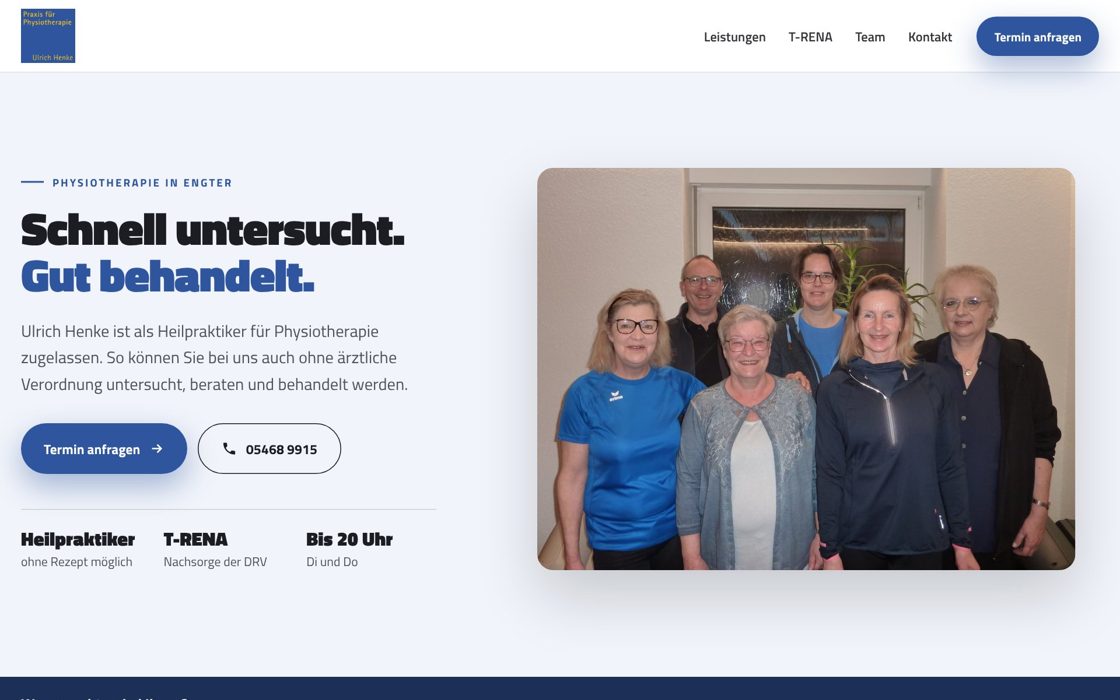 Praxis für
Physiotherapie
Ulrich Henke
Leistungen
T-RENA
Team
Kontakt
Termin anfragen
PHYSIOTHERAPIE IN ENGTER
Schnell untersucht.
Gut behandelt.
Ulrich Henke ist als Heilpraktiker für Physiotherapie
zugelassen. So können Sie bei uns auch ohne ärztliche
Verordnung untersucht, beraten und behandelt werden.
Termin anfragen
05468 9915
Heilpraktiker
ohne Rezept möglich
T-RENA
Nachsorge der DRV
Bis 20 Uhr
Di und Do
erima